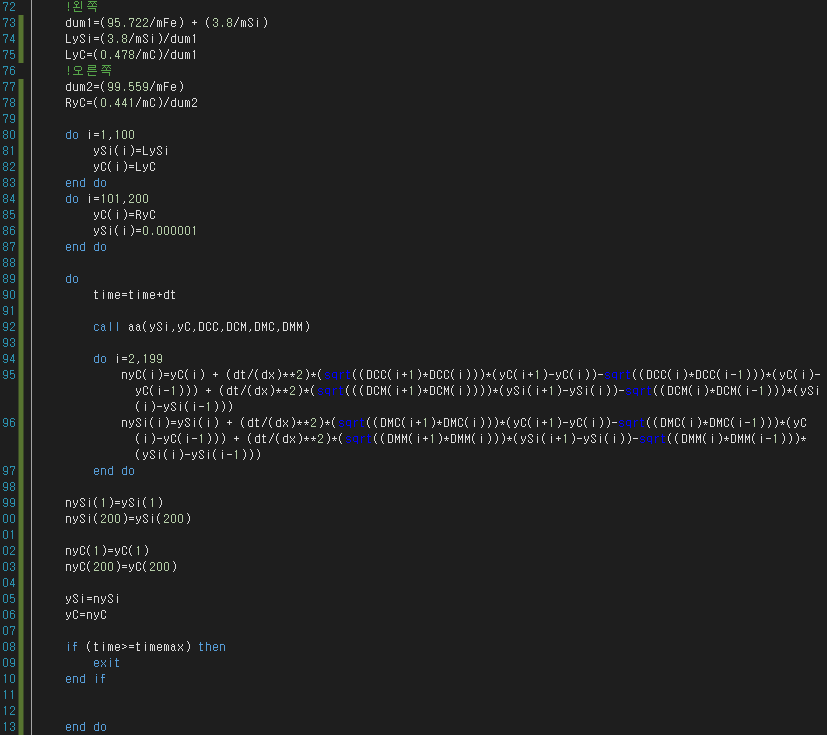 72 !왼쪽
73 dum1=(95.722/mFe) + (3.8/mSi)
74 LySi=(3.8/mSi)/dum1
75 LyC=(0.478/mC)/dum1
76 !오른쪽
77 dum2=(99.559/mFe)
78 RyC=(0.441/mC)/dum2
79
80 do i=1,100
81 ySi(i)=LySi
82 yC(i)=LyC
83 end do
84 do i=101,200
85 yC(i)=RyC
86 ySi(i)=0.000001
87 end do
88
89 do
90 time=time+dt
91
92 call aa(ySi,yC,DCC,DCM,DMC,DMM)
93
94 do i=2,199
95 nyC(i)=yC(i) + (dt/(dx)**2)*(sqrt((DCC(i+1)*DCC(i)))*(yC(i+1)-yC(i))-sqrt((DCC(i)*DCC(i-1)))*(yC(i)-
yC(i-1))) + (dt/(dx)**2)*(sqrt(((DCM(i+1)*DCM(i))))*(ySi(i+1)-ySi(i))-sqrt((DCM(i)*DCM(i-1)))*(ySi
(i)-ySi(i-1)))
96 nySi(i)=ySi(i) + (dt/(dx)**2)*(sqrt((DMC(i+1)*DMC(i)))*(yC(i+1)-yC(i))-sqrt((DMC(i)*DMC(i-1)))*(yC
(i)-yC(i-1))) + (dt/(dx)**2)*(sqrt((DMM(i+1)*DMM(i)))*(ySi(i+1)-ySi(i))-sqrt((DMM(i)*DMM(i-1)))*
(ySi(i)-ySi(i-1)))
97 end do
98
99 nySi(1)=ySi(1)
00 nySi(200)=ySi(200)
01
02 nyC(1)=yC(1)
03 nyC(200)=yC(200)
04
05 ySi=nySi
06 yC=nyC
07
08 if (time>=timemax) then
09 exit
10 end if
11
12
13 end do